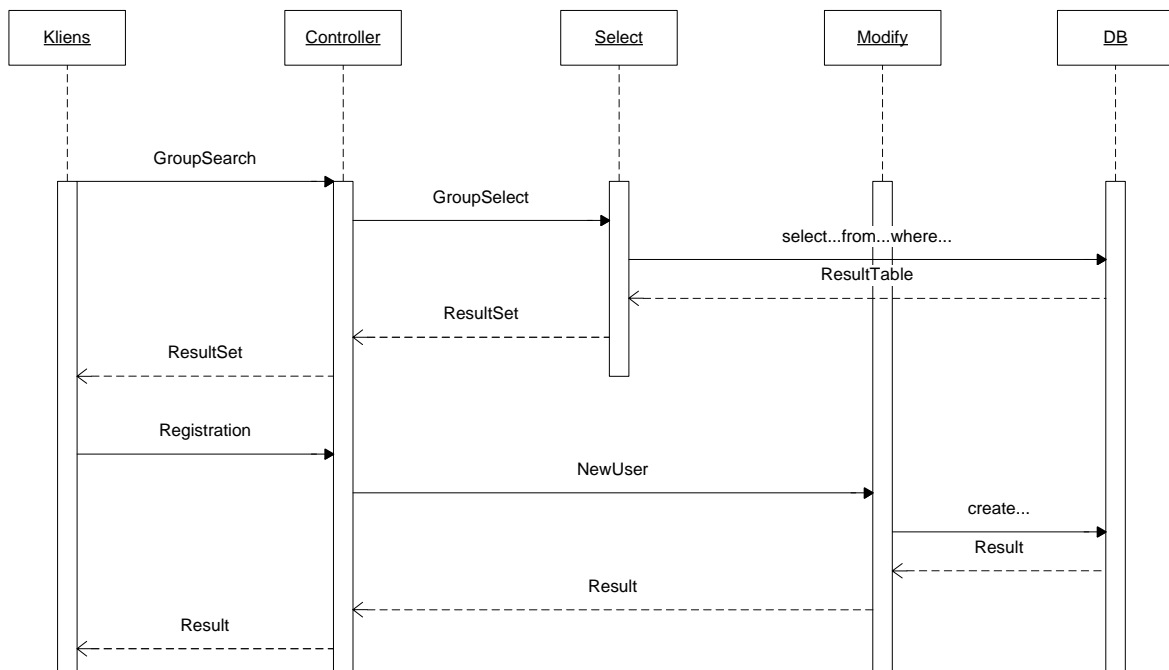 Kliens
Controller
Select
Modify
DB
GroupSearch
GroupSelect
select...from...where...
ResultTable
ResultSet
ResultSet
Registration
NewUser
create...
Result
Result
Result